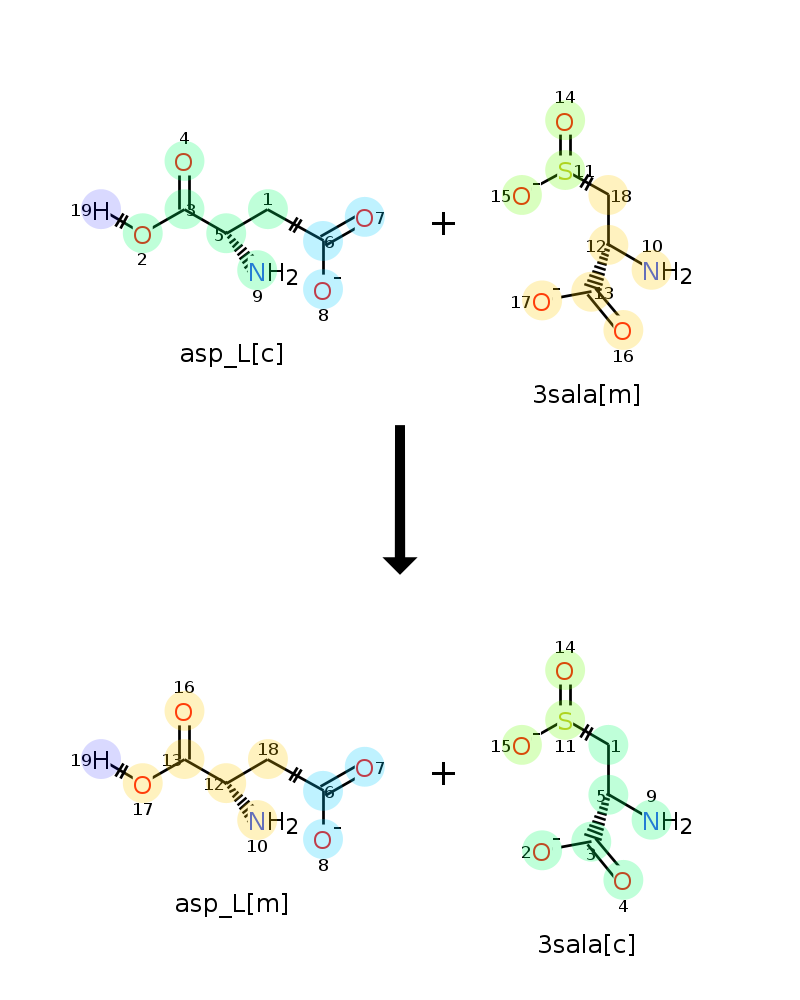 4
19H
3
1
O
O
2
5
O7
6
NH2
9
O-
8
asp_L[c]
+
14
O
S
11
15O-
18
12
10
NH2
17O-
13
O
16
3sala[m]
16
O
19H
13
18
O
17
12
O7
6
NH2
10
O-
8
asp_L[m]
+
14
O
S
11
15O-
1
5
9
NH2
2O-
3
O
4
3sala[c]